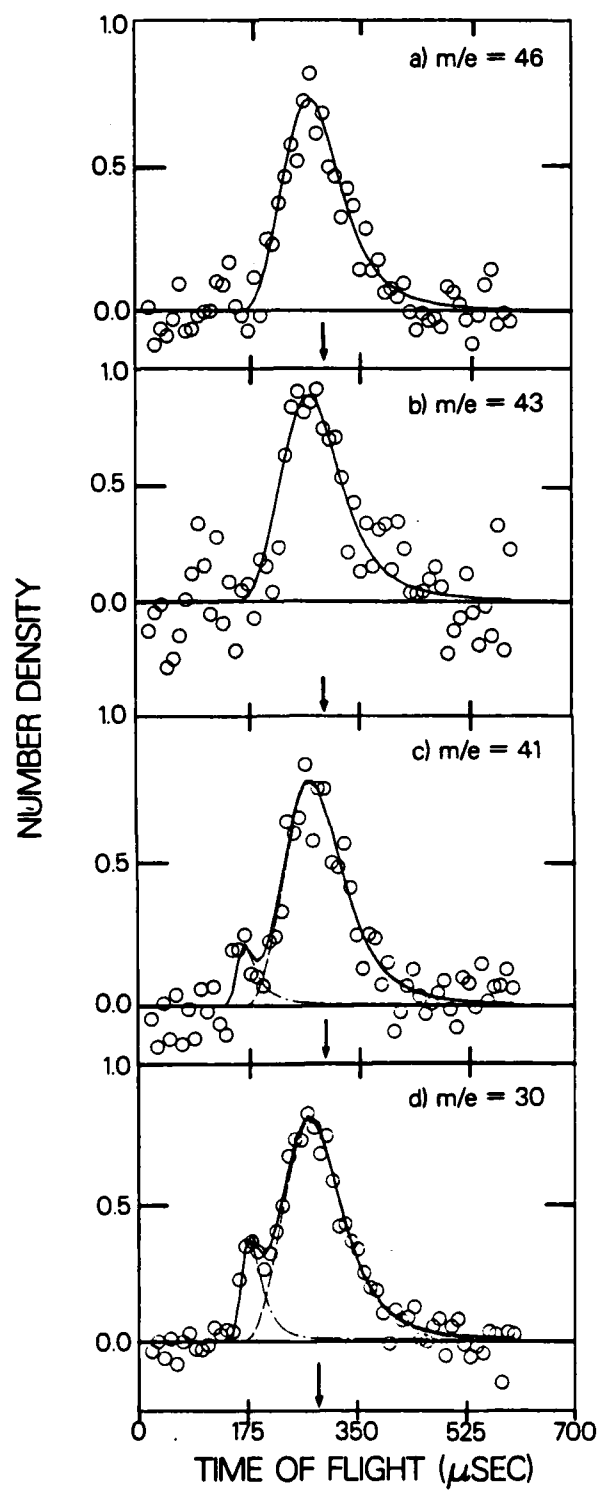 1.0
a) m/e = 46
0.5
0.0
1.0
b) m/e = 43
0.5
0.0
1.0
c) m/e = 41
0.5
0.0
1.0
d) m/e = 30
0.5
0.0
0 175 350 525 700
TIME OF FLIGHT (μSEC)
NUMBER DENSITY